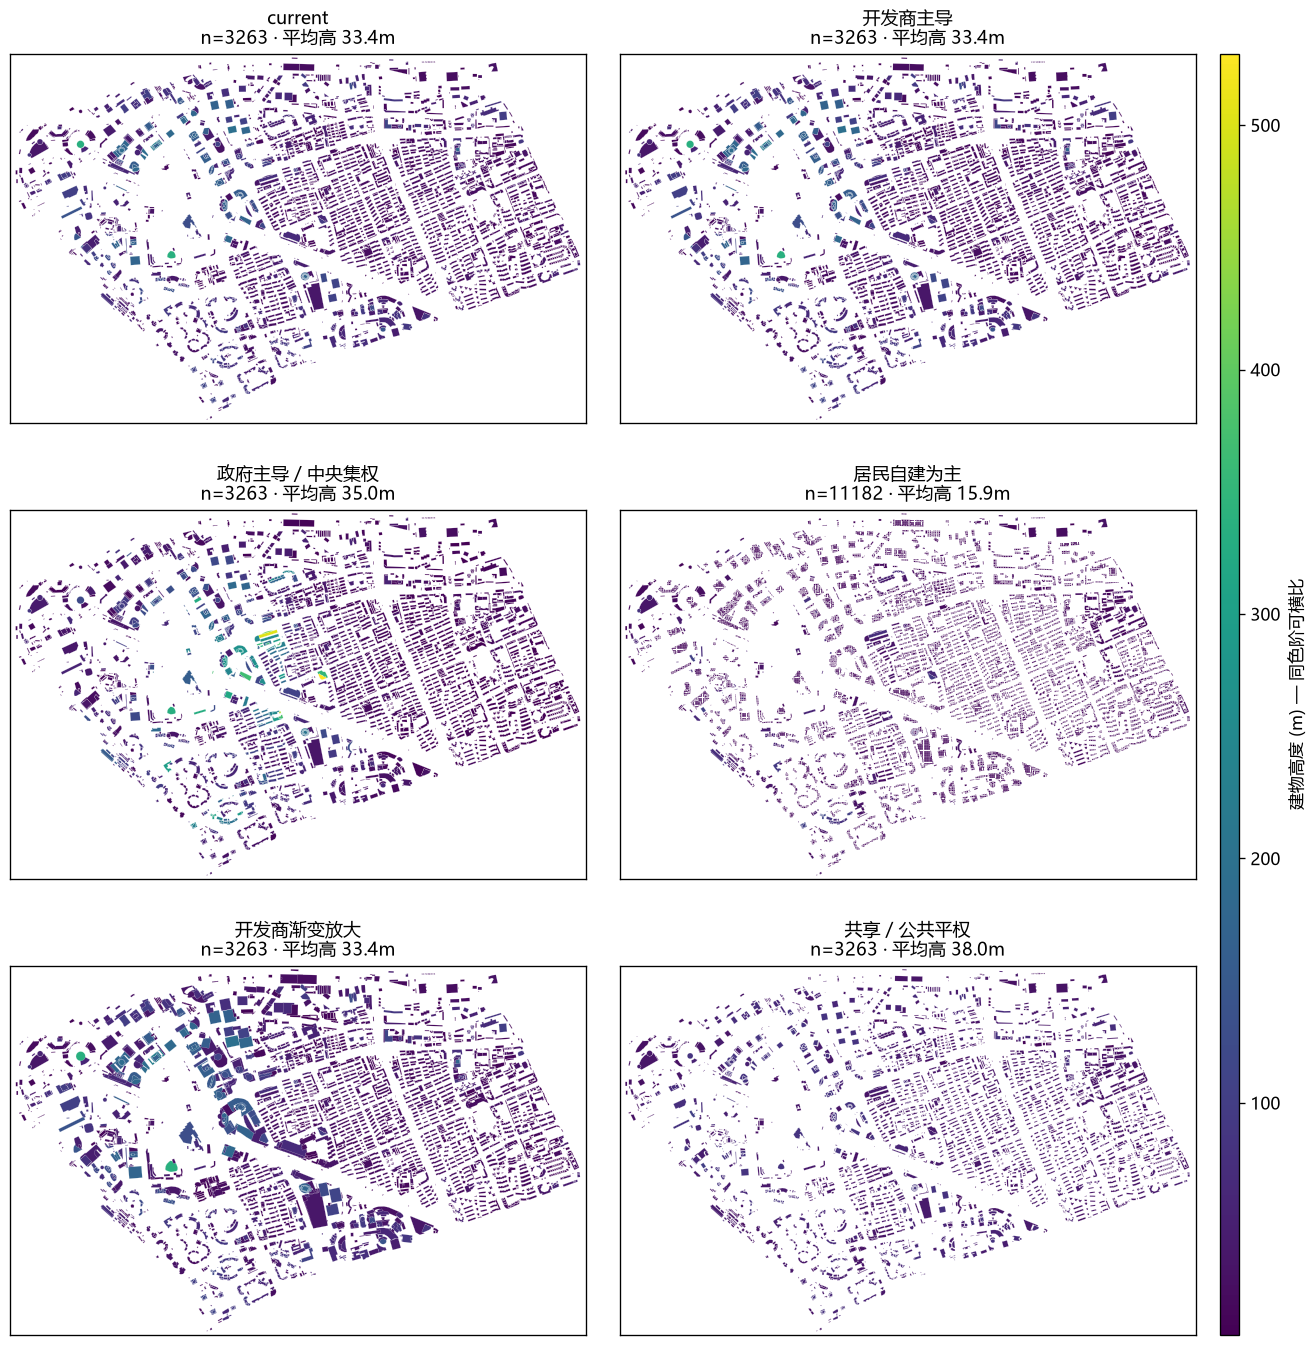 current
n=3263 · 平均高 33.4m
开发商主导
n=3263 · 平均高 33.4m
政府主导 / 中央集权
n=3263 · 平均高 35.0m
居民自建为主
n=11182 · 平均高 15.9m
开发商渐变放大
n=3263 · 平均高 33.4m
共享 / 公共平权
n=3263 · 平均高 38.0m
500
400
300
200
100
建物高度 (m) — 同色阶可横比